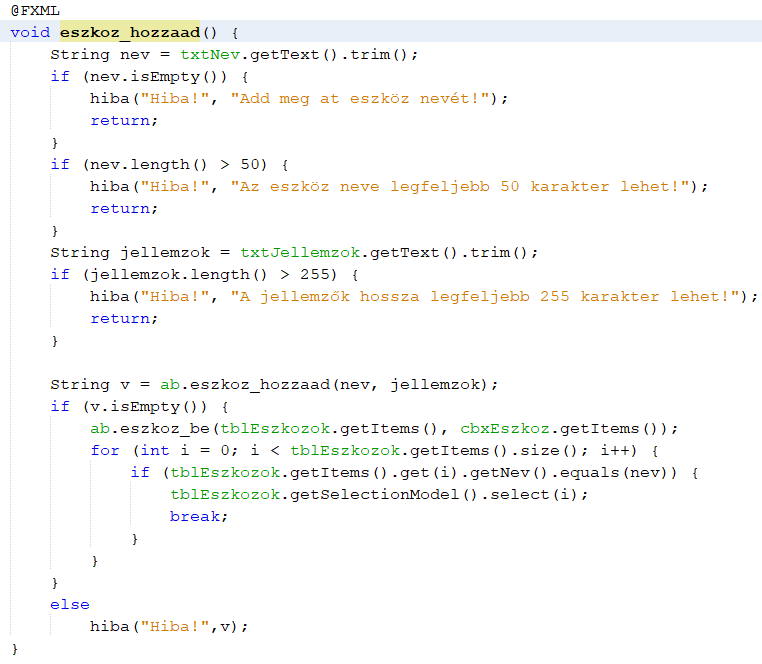 @FXML
void eszkoz_hozzaad() {
    String nev = txtNev.getText().trim();
    if (nev.isEmpty()) {
        hiba("Hiba!", "Add meg at eszköz nevét!");
        return;
    }
    if (nev.length() > 50) {
        hiba("Hiba!", "Az eszköz neve legfeljebb 50 karakter lehet!");
        return;
    }
    String jellemzok = txtJellemzok.getText().trim();
    if (jellemzok.length() > 255) {
        hiba("Hiba!", "A jellemzők hossza legfeljebb 255 karakter lehet!");
        return;
    }

    String v = ab.eszkoz_hozzaad(nev, jellemzok);
    if (v.isEmpty()) {
        ab.eszkoz_be(tblEszkozok.getItems(), cbxEszkoz.getItems());
        for (int i = 0; i < tblEszkozok.getItems().size(); i++) {
            if (tblEszkozok.getItems().get(i).getNev().equals(nev)) {
                tblEszkozok.getSelectionModel().select(i);
                break;
            }
        }
    }
    else
        hiba("Hiba!",v);
}